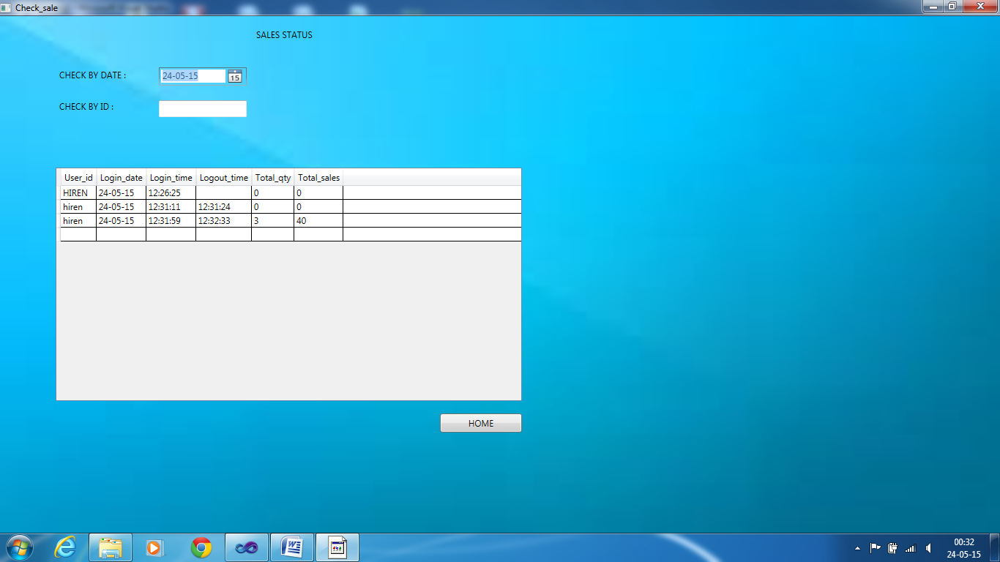 Check_sale
SALES STATUS
CHECK BY DATE : 24-05-15 15
CHECK BY ID :
User_id Login_date Login_time Logout_time Total_qty Total_sales
HIREN 24-05-15 12:26:25 0 0
hiren 24-05-15 12:31:11 12:31:24 0 0
hiren 24-05-15 12:31:59 12:32:33 3 40
HOME
00:32
24-05-15